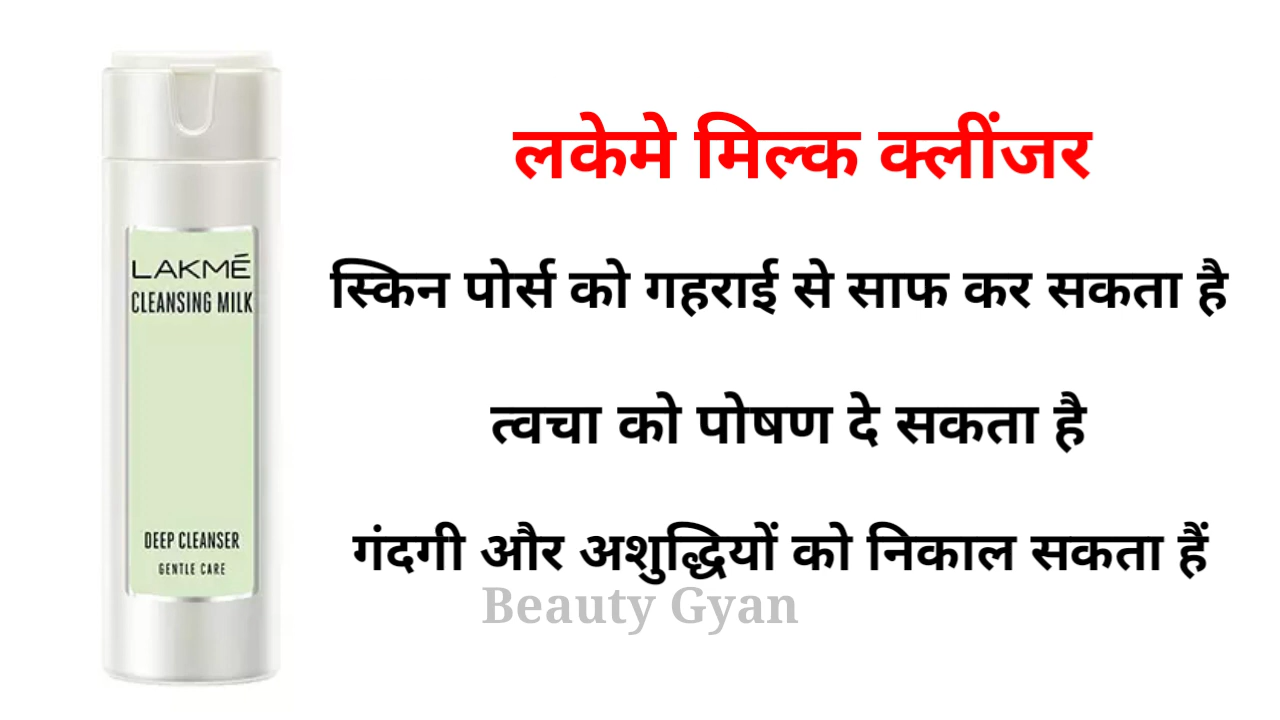 LAKMÉ
CLEANSING MILK
DEEP CLEANSER
GENTLE CARE
लकेमे मिल्क क्लींजर
स्किन पोर्स को गहराई से साफ कर सकता है
त्वचा को पोषण दे सकता है
गंदगी और अशुद्धियों को निकाल सकता हैं
Beauty Gyan